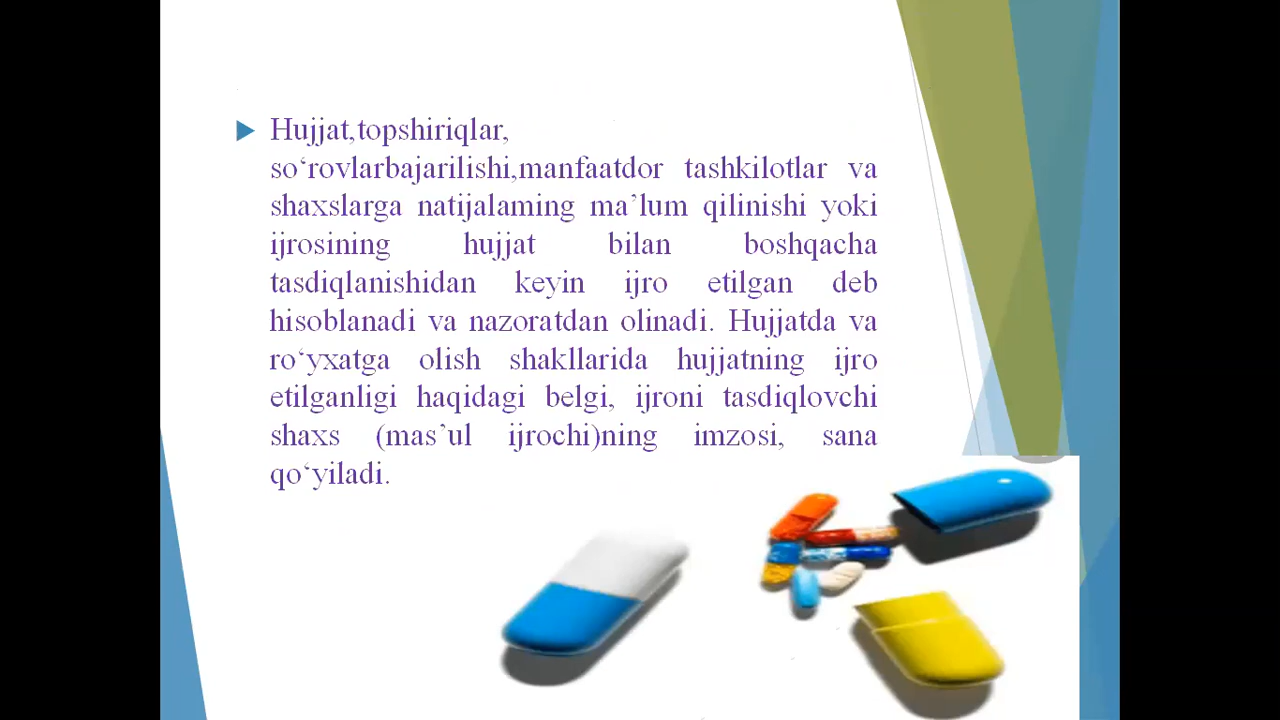 Hujjat,topshiriqlar,
so‘rovlarbajarilishi,manfaatdor tashkilotlar va
shaxslarga natijalaming ma’lum qilinishi yoki
ijrosining hujjat bilan boshqacha
tasdiqlanishidan keyin ijro etilgan deb
hisoblanadi va nazoratdan olinadi. Hujjatda va
ro‘yxatga olish shakllarida hujjatning ijro
etilganligi haqidagi belgi, ijroni tasdiqlovchi
shaxs (mas’ul ijrochi)ning imzosi, sana
qo‘yiladi.